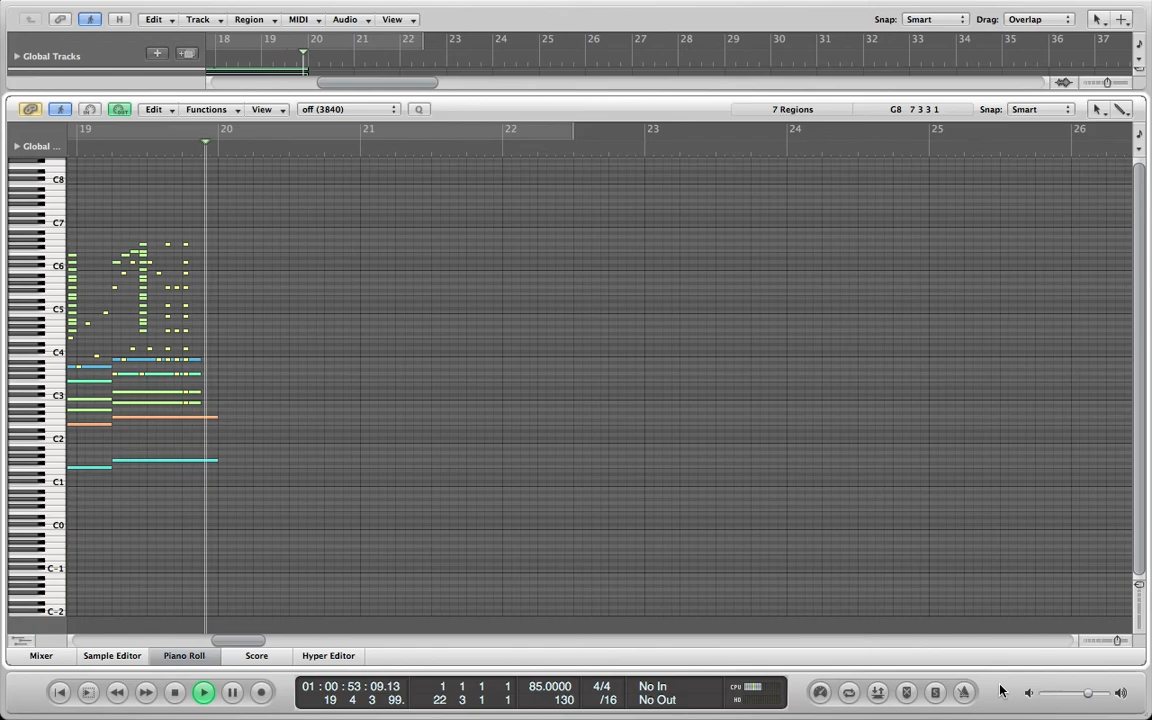 H Edit Track Region MIDI Audio View Snap: Smart Drag: Overlap
Global Tracks 18 19 20 21 22 23 24 25 26 27 28 29 30 31 32 33 34 35 36 37
Edit Functions View off (3840) Q 7 Regions G8 7 3 3 1 Snap: Smart
19 20 21 22 23 24 25 26
Global ...
C8
C7
C6
C5
C4
C3
C2
C1
C0
C-1
C-2
Mixer Sample Editor Piano Roll Score Hyper Editor
01 : 00 : 53 : 09.13 1 1 1 1 85.0000 4/4 No In CPU
19 4 3 99. 22 3 1 1 130 /16 No Out HD
S